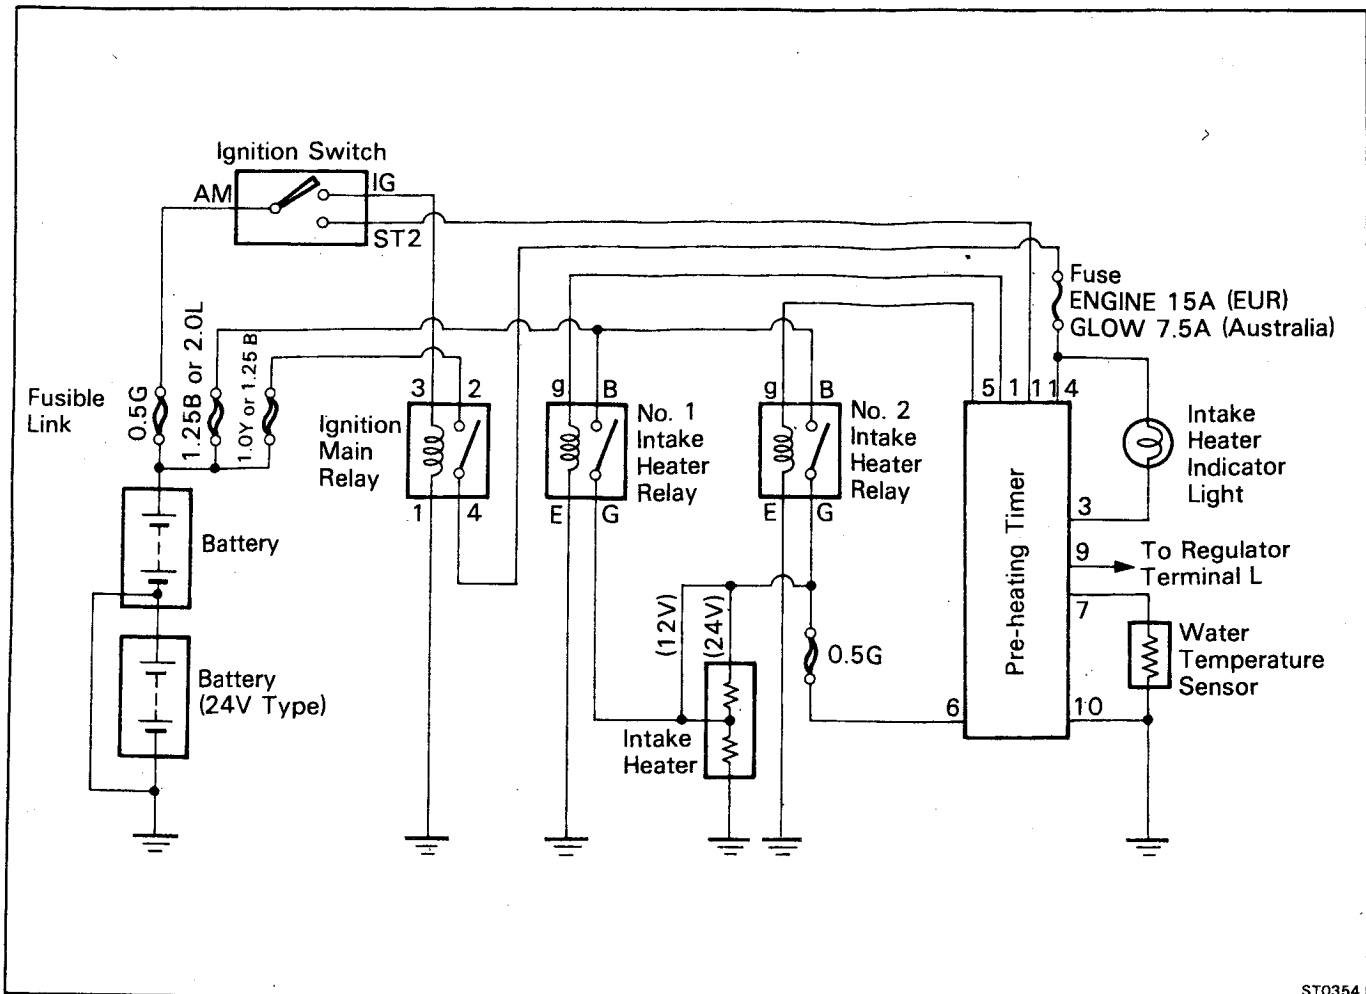 Ignition Switch
AM
IG
ST2
Fuse
ENGINE 15A (EUR)
GLOW 7.5A (Australia)
Fusible
Link
0.5G
1.25B or 2.0L
1.0Y or 1.25 B
3 2
Ignition
Main
Relay
1 4
g B
No. 1
Intake
Heater
Relay
E G
g B
No. 2
Intake
Heater
Relay
E G
5 1 11 4
Intake
Heater
Indicator
Light
Pre-heating Timer
3
9
To Regulator
Terminal L
7
Water
Temperature
Sensor
10
6
Battery
Battery
(24V Type)
(12V)
(24V)
0.5G
Intake
Heater
ST0354